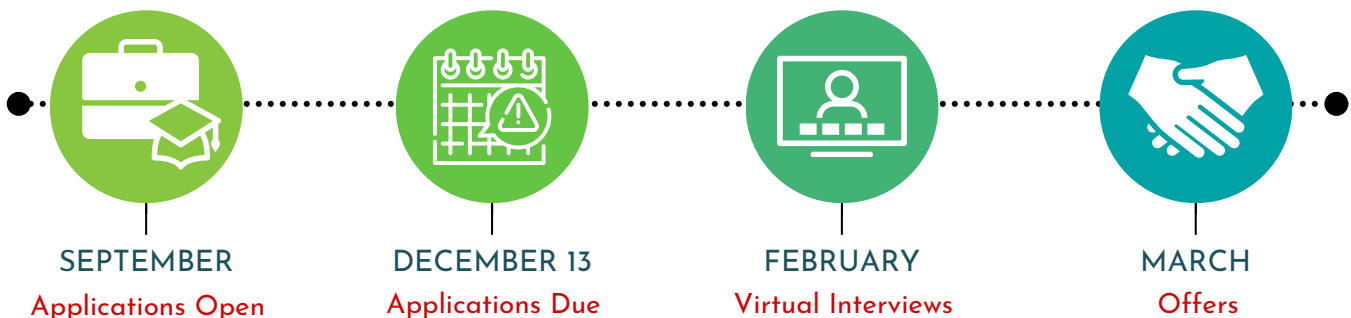 SEPTEMBER
Applications Open
DECEMBER 13
Applications Due
FEBRUARY
Virtual Interviews
MARCH
Offers